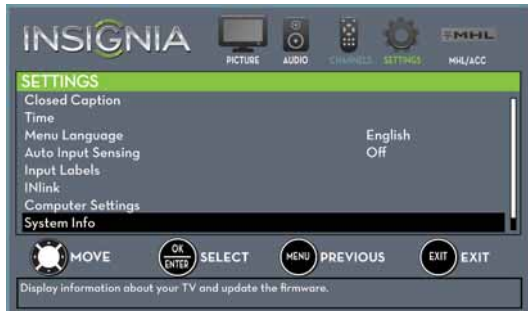 INSIGNIA
PICTURE AUDIO CHANNELS SETTINGS MHL MHL/ACC
SETTINGS
Closed Caption
Time
Menu Language English
Auto Input Sensing Off
Input Labels
INlink
Computer Settings
System Info
MOVE OK ENTER SELECT MENU PREVIOUS EXIT EXIT
Display information about your TV and update the firmware.